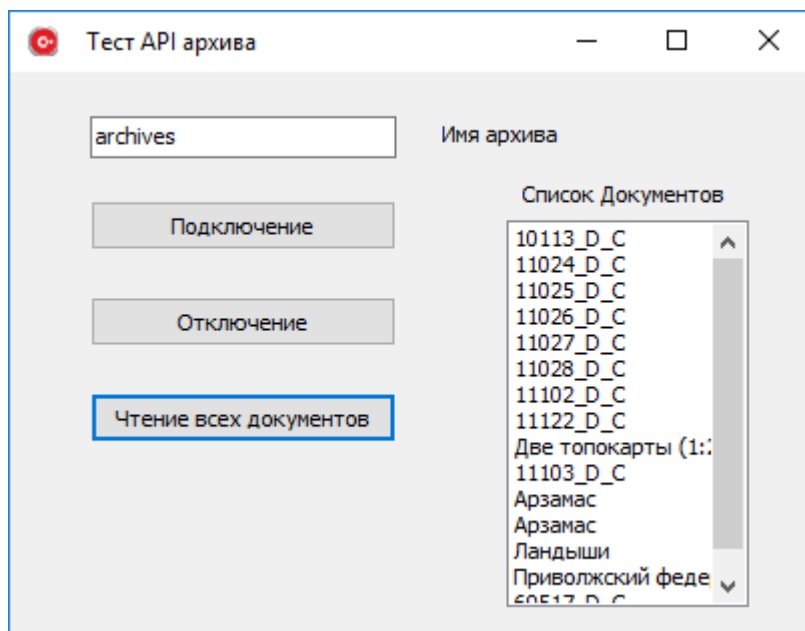 Тест API архива
archives
Имя архива
Подключение
Отключение
Чтение всех документов
Список Документов
10113_D_C
11024_D_C
11025_D_C
11026_D_C
11027_D_C
11028_D_C
11102_D_C
11122_D_C
Две топокарты (1:
11103_D_C
Арзамас
Арзамас
Ландыши
Приволжский феде